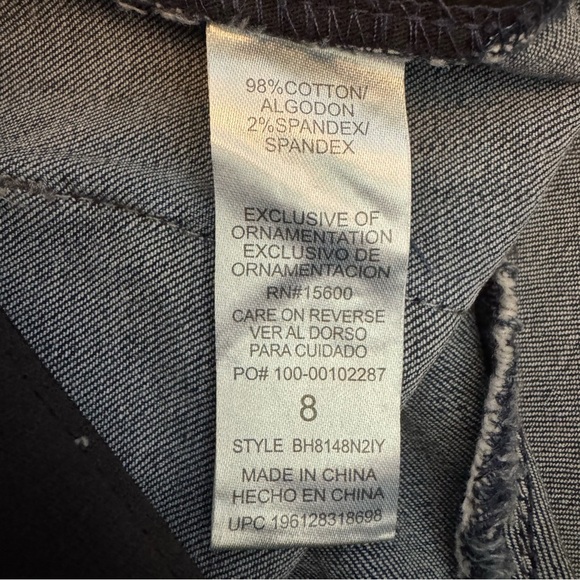 98%COTTON/
ALGODON
2%SPANDEX/
SPANDEX
EXCLUSIVE OF
ORNAMENTATION
EXCLUSIVO DE
ORNAMENTACION
RN#15600
CARE ON REVERSE
VER AL DORSO
PARA CUIDADO
PO# 100-00102287
8
STYLE BH8148N2IY
MADE IN CHINA
HECHO EN CHINA
UPC 196128318698